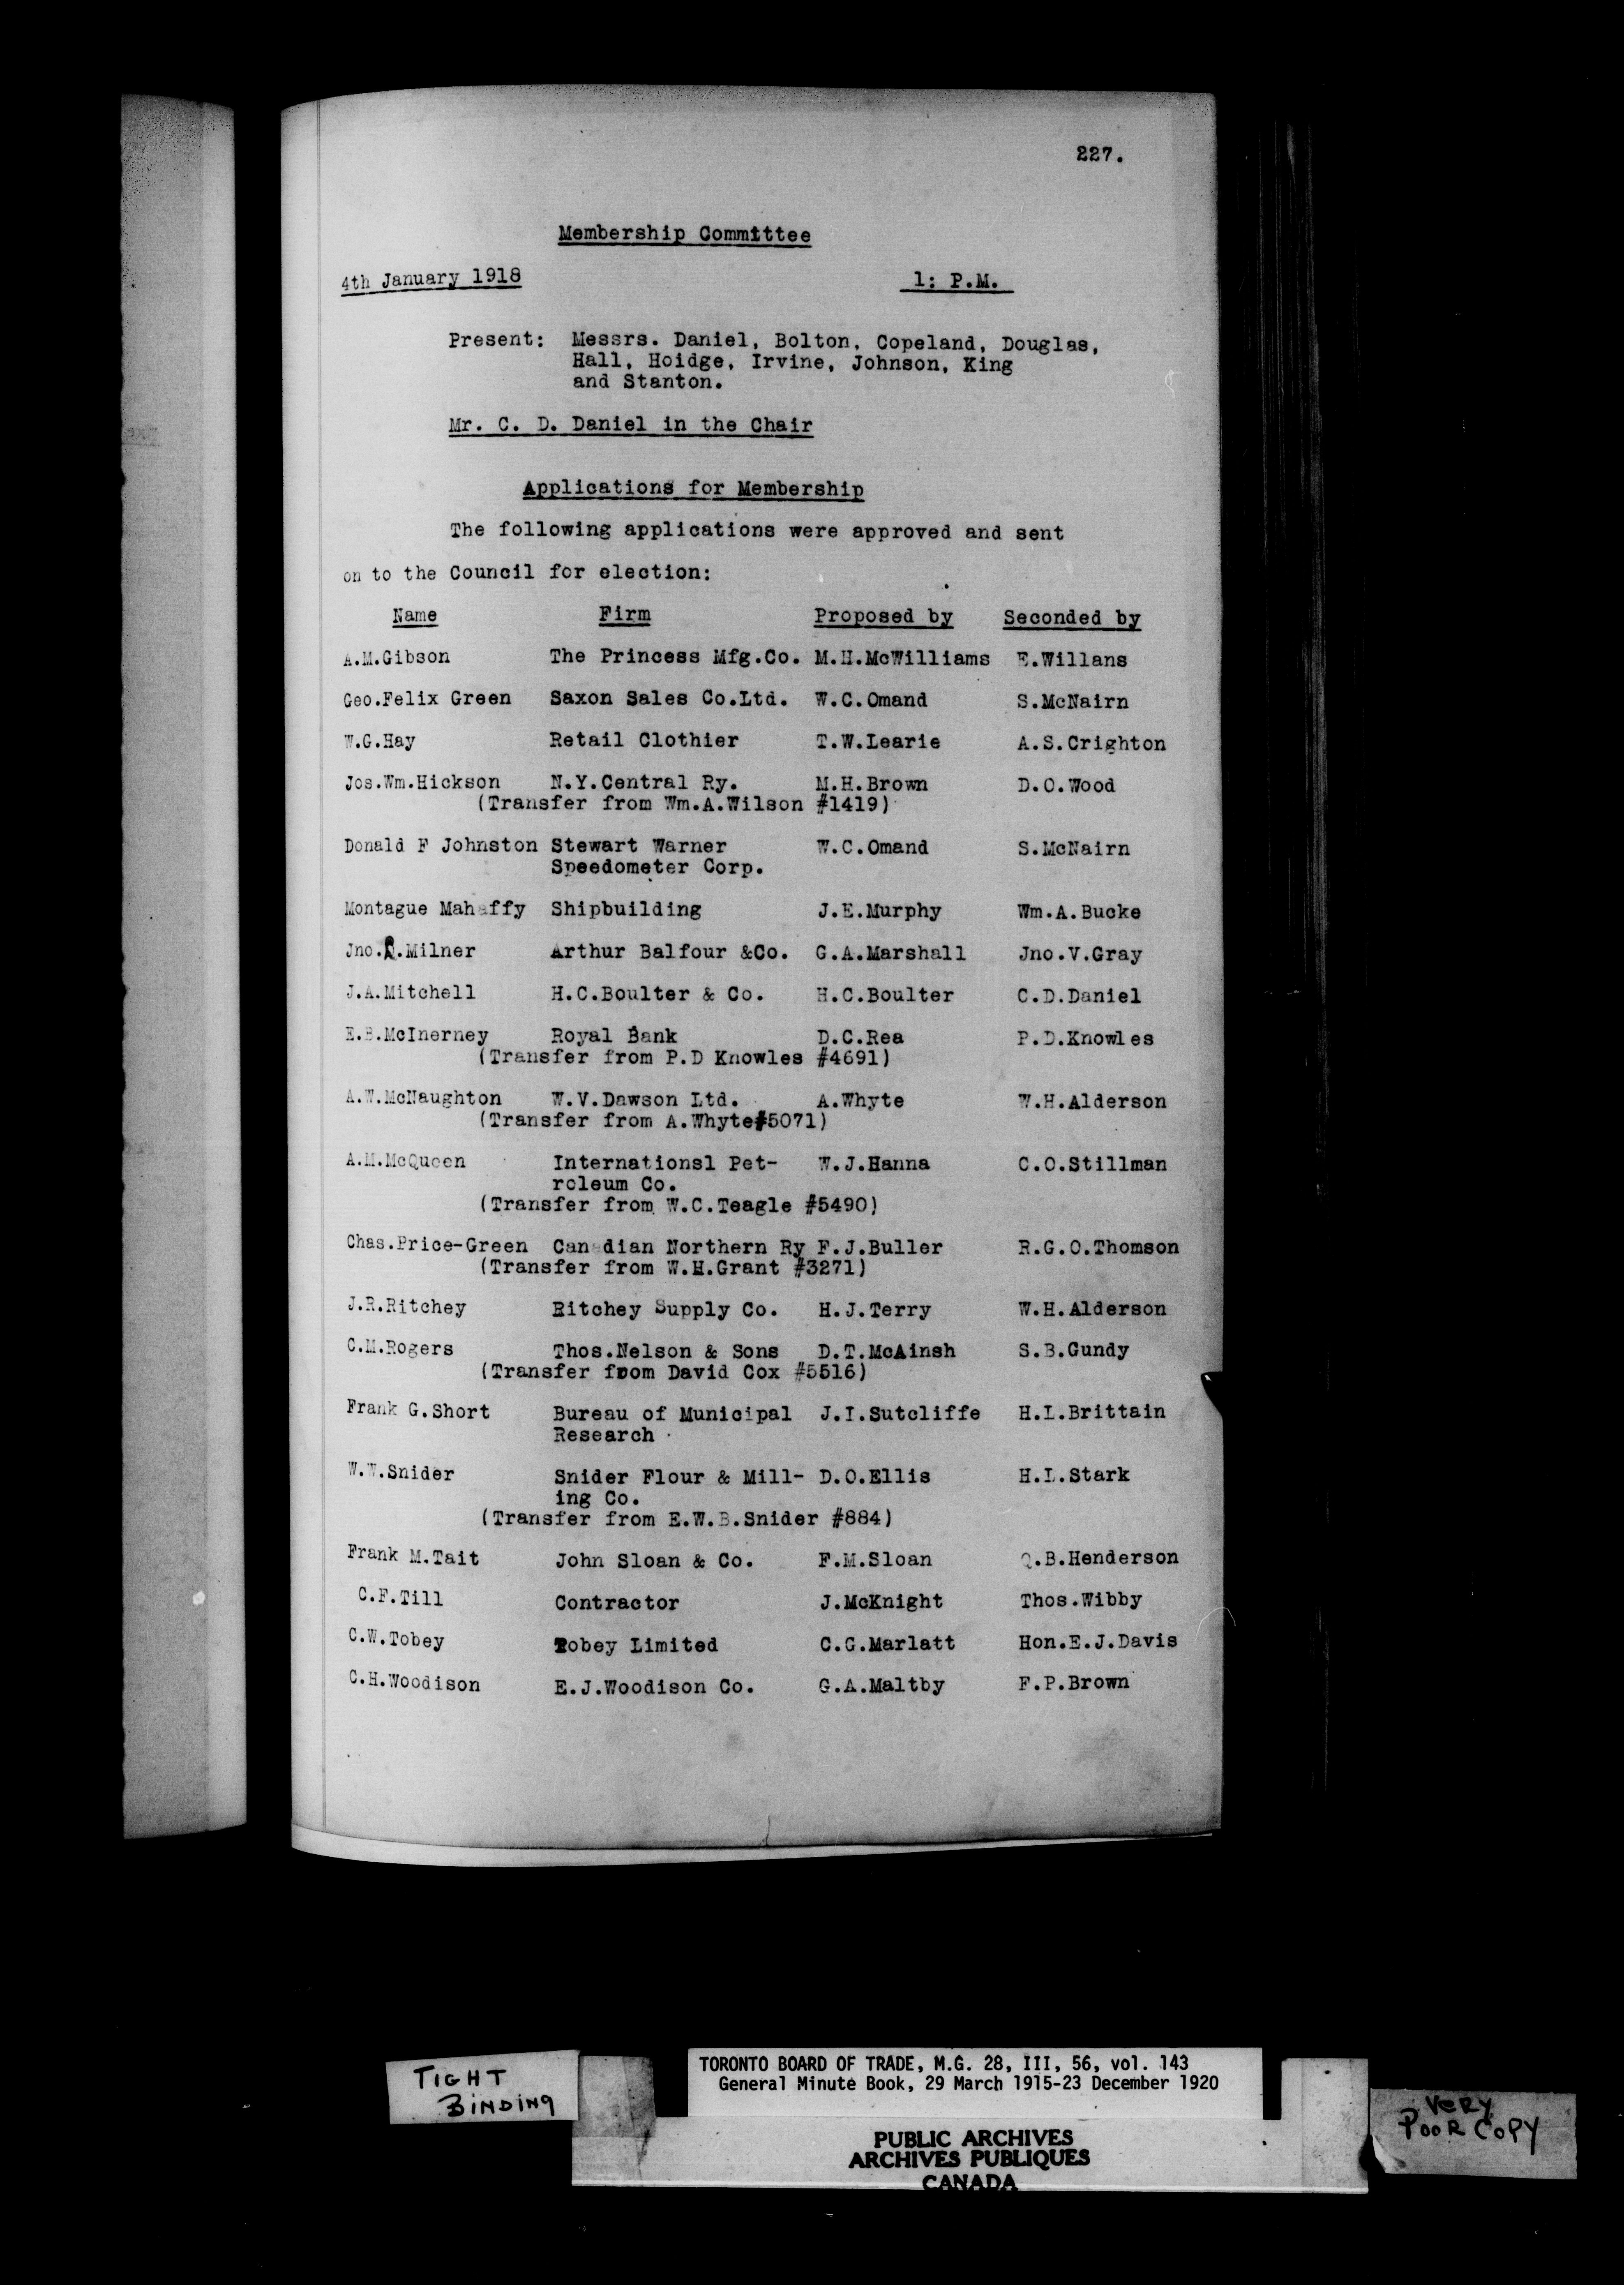 227.
Membership Committee
4th January 1918 1: P.M.
Present: Messrs. Daniel, Bolton, Copeland, Douglas,
Hall, Hoidge, Irvine, Johnson, King
and Stanton.
Mr. C. D. Daniel in the Chair
Applications for Membership
The following applications were approved and sent
on to the Council for election:
Name Firm Proposed by Seconded by
A.M.Gibson The Princess Mfg.Co. M.H.McWilliams E.Willans
Geo.Felix Green Saxon Sales Co.Ltd. W.C.Omand S.McNairn
W.G.Hay Retail Clothier T.W.Learie A.S.Crighton
Jos.Wm.Hickson N.Y.Central Ry. M.H.Brown D.O.Wood
(Transfer from Wm.A.Wilson #1419)
Donald F Johnston Stewart Warner W.C.Omand S.McNairn
Speedometer Corp.
Montague Mahaffy Shipbuilding J.E.Murphy Wm.A.Bucke
Jno. .Milner Arthur Balfour &Co. G.A.Marshall Jno.V.Gray
J.A.Mitchell H.C.Boulter & Co. H.C.Boulter C.D.Daniel
E.B.McInerney Royal Bank D.C.Rea P.D.Knowles
(Transfer from P.D Knowles #4691)
A.W.McNaughton W.V.Dawson Ltd. A.Whyte W.H.Alderson
(Transfer from A.Whyte#5071)
A.M.McQueen Internationsl Pet- W.J.Hanna C.O.Stillman
roleum Co.
(Transfer from W.C.Teagle #5490)
Chas.Price-Green Canadian Northern Ry F.J.Buller R.G.O.Thomson
(Transfer from W.H.Grant #3271)
J.R.Ritchey Ritchey Supply Co. H.J.Terry W.H.Alderson
C.M.Rogers Thos.Nelson & Sons D.T.McAinsh S.B.Gundy
(Transfer from David Cox #5516)
Frank G.Short Bureau of Municipal J.I.Sutcliffe H.L.Brittain
Research
W.W.Snider Snider Flour & Mill- D.O.Ellis H.L.Stark
ing Co.
(Transfer from E.W.B.Snider #884)
Frank M.Tait John Sloan & Co. F.M.Sloan Q.B.Henderson
C.F.Till Contractor J.McKnight Thos.Wibby
C.W.Tobey Tobey Limited C.G.Marlatt Hon.E.J.Davis
C.H.Woodison E.J.Woodison Co. G.A.Maltby F.P.Brown
TIGHT
BINDING
TORONTO BOARD OF TRADE, M.G. 28, III, 56, vol. 143
General Minute Book, 29 March 1915-23 December 1920
PUBLIC ARCHIVES
ARCHIVES PUBLIQUES
CANADA
VERY
POOR COPY